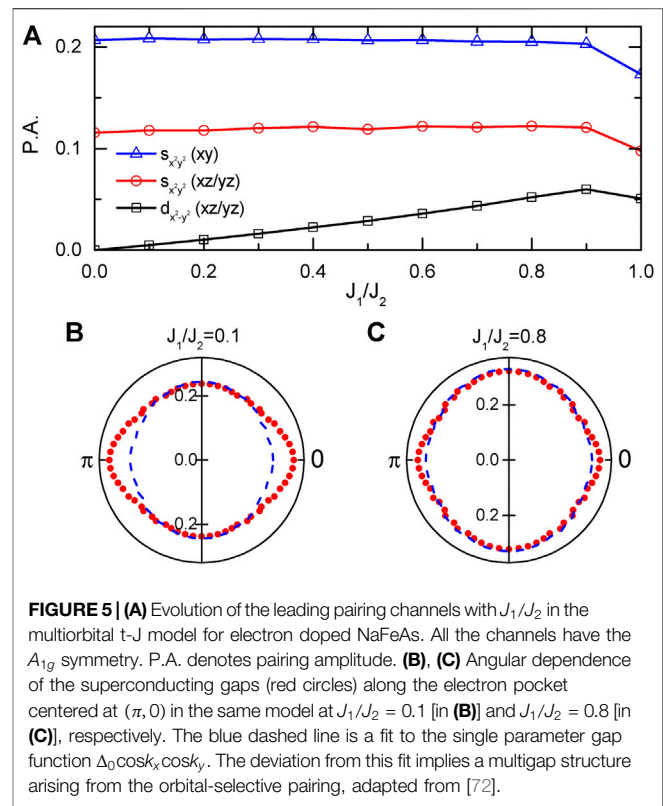 A
0.2
0.1
0.0
P.A.
s_{x²y²} (xy)
s_{x²y²} (xz/yz)
d_{x²-y²} (xz/yz)
0.0 0.2 0.4 0.6 0.8 1.0
J₁/J₂
B
J₁/J₂=0.1
0.2
π 0.0 0
0.2
C
J₁/J₂=0.8
0.2
π 0.0 0
0.2
FIGURE 5 | (A) Evolution of the leading pairing channels with J₁/J₂ in the
multiorbital t-J model for electron doped NaFeAs. All the channels have the
A₁g symmetry. P.A. denotes pairing amplitude. (B), (C) Angular dependence
of the superconducting gaps (red circles) along the electron pocket
centered at (π, 0) in the same model at J₁/J₂ = 0.1 [in (B)] and J₁/J₂ = 0.8 [in
(C)], respectively. The blue dashed line is a fit to the single parameter gap
function Δ₀coskₓcosk_y. The deviation from this fit implies a multigap structure
arising from the orbital-selective pairing, adapted from [72].